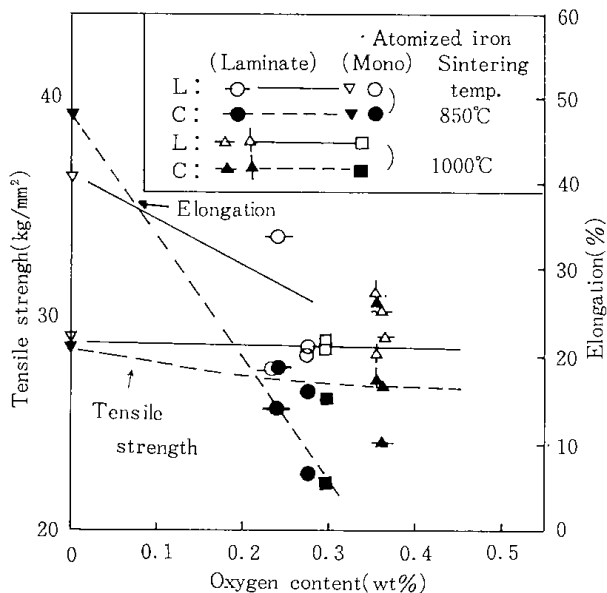 Atomized iron
(Laminate) (Mono) Sintering
temp.
L: 
C: 850℃
L: 
C: 1000℃
Elongation
Tensile
strength
Tensile strengh(kg/mm²)
40
30
20
Elongation(%)
60
50
40
30
20
10
0
0 0.1 0.2 0.3 0.4 0.5
Oxygen content(wt%)